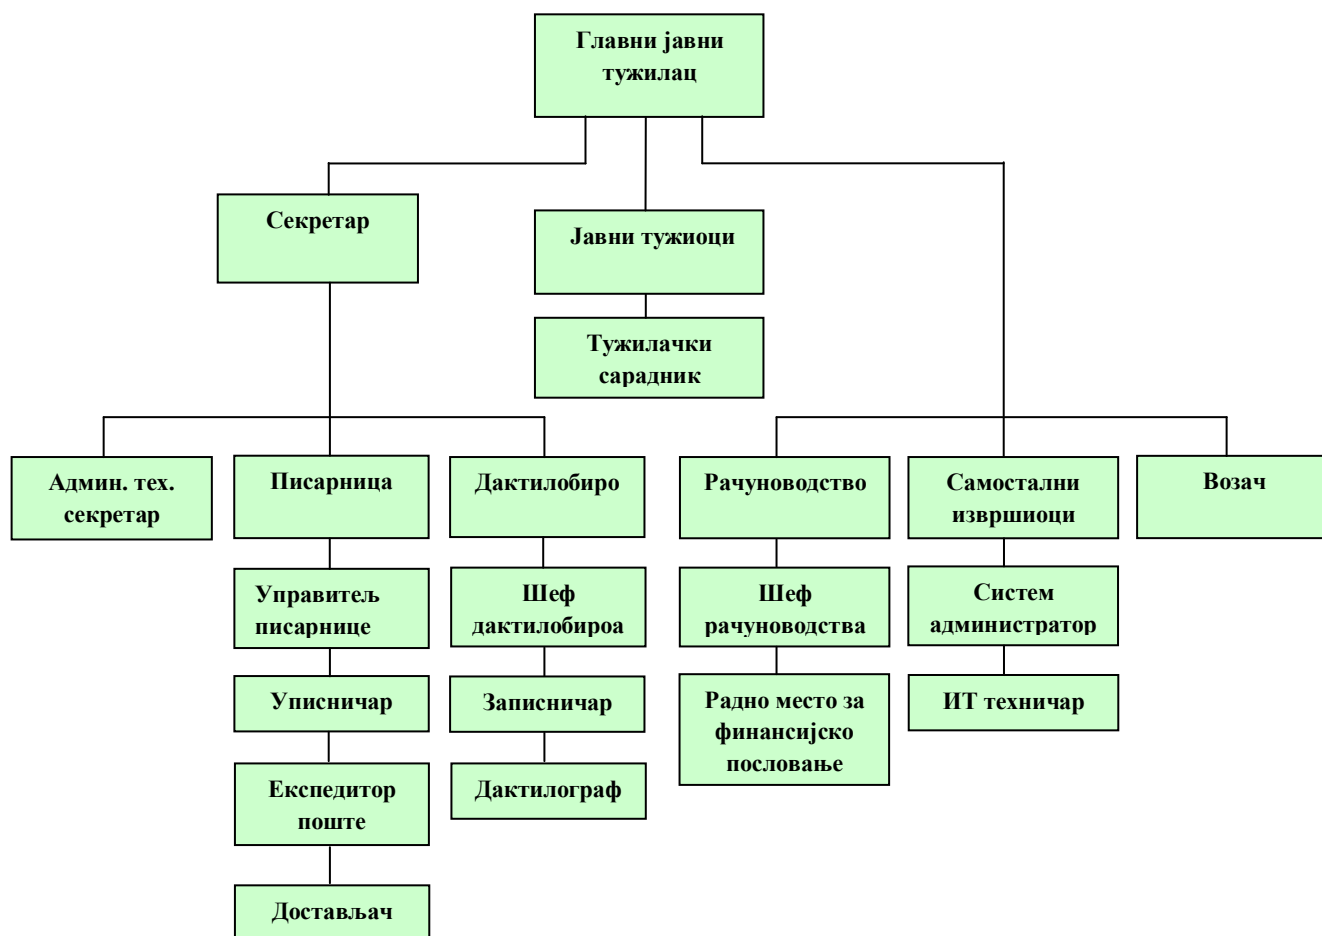 Главни јавни
тужилац
Секретар
Јавни тужиоци
Тужилачки
сарадник
Админ. тех.
секретар
Писарница
Дактилобиро
Рачуноводство
Самостални
извршиоци
Возач
Управитељ
писарнице
Шеф
дактилобироа
Шеф
рачуноводства
Систем
администратор
Уписничар
Записничар
Радно место за
финансијско
пословање
ИТ техничар
Експедитор
поште
Дактилограф
Достављач